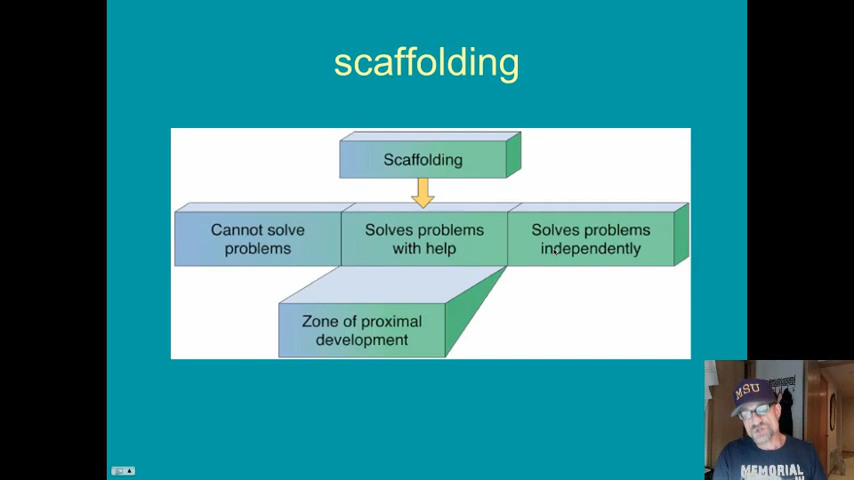 scaffolding
Scaffolding
Cannot solve
problems
Solves problems
with help
Solves problems
independently
Zone of proximal
development
MSU
MEMORIAL